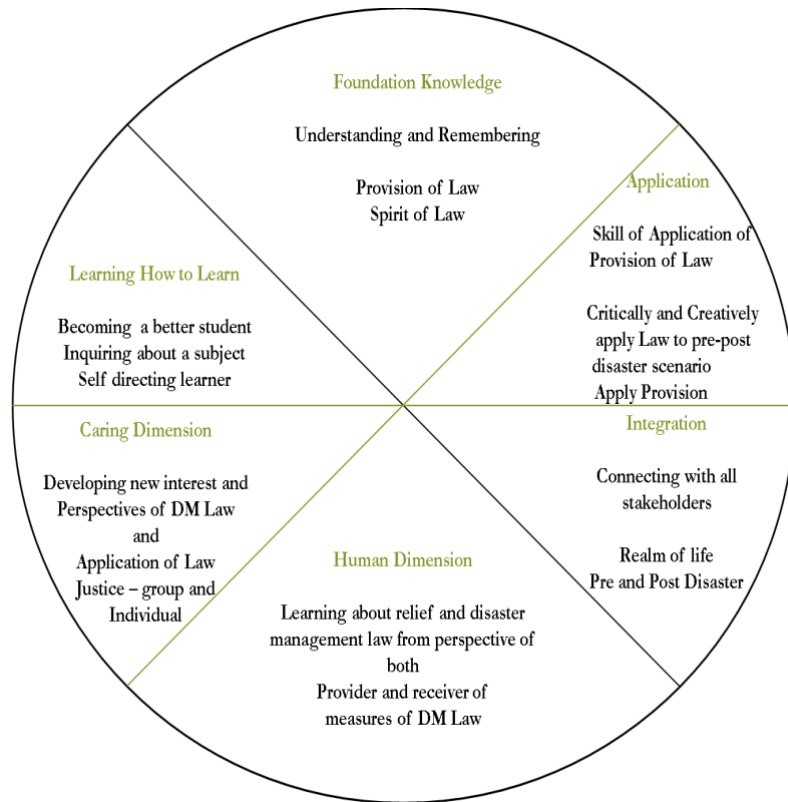 Foundation Knowledge
Understanding and Remembering
Provision of Law
Spirit of Law
Application
Skill of Application of
Provision of Law
Critically and Creatively
apply Law to pre-post
disaster scenario
Apply Provision
Integration
Connecting with all
stakeholders
Realm of life
Pre and Post Disaster
Human Dimension
Learning about relief and disaster
management law from perspective of
both
Provider and receiver of
measures of DM Law
Caring Dimension
Developing new interest and
Perspectives of DM Law
and
Application of Law
Justice – group and
Individual
Learning How to Learn
Becoming a better student
Inquiring about a subject
Self directing learner